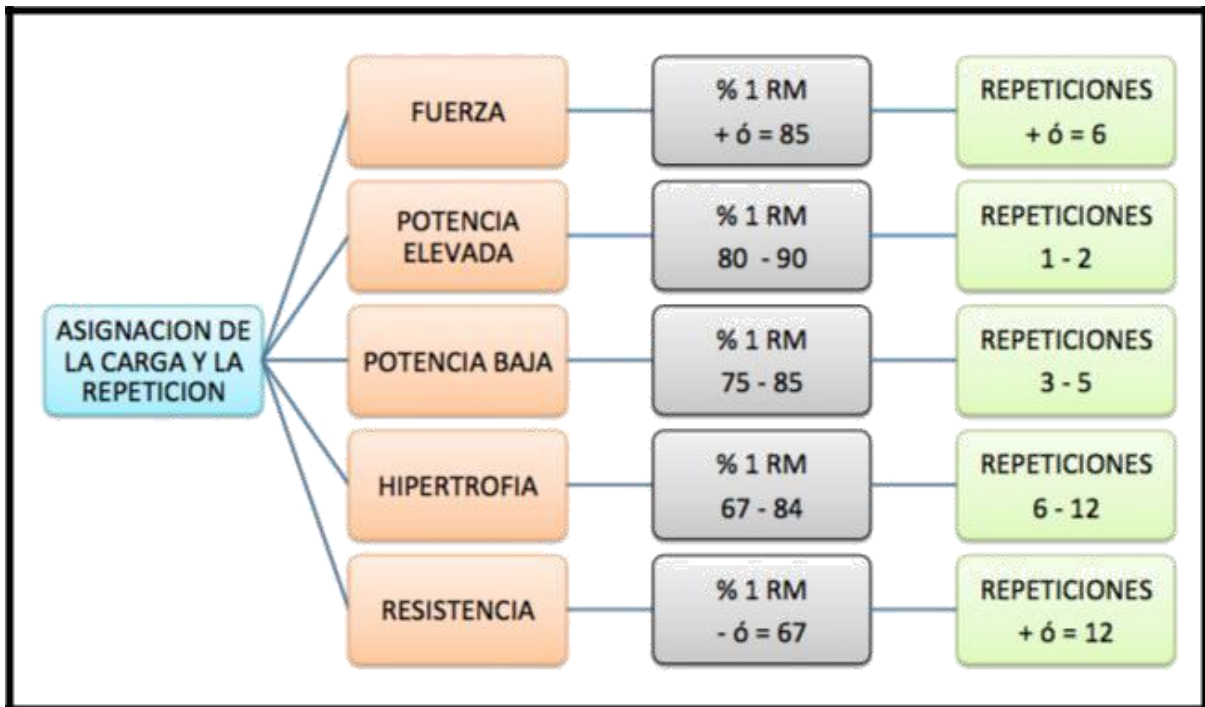 ASIGNACION DE
LA CARGA Y LA
REPETICION
FUERZA
% 1 RM
+ ó = 85
REPETICIONES
+ ó = 6
POTENCIA
ELEVADA
% 1 RM
80 - 90
REPETICIONES
1 - 2
POTENCIA BAJA
% 1 RM
75 - 85
REPETICIONES
3 - 5
HIPERTROFIA
% 1 RM
67 - 84
REPETICIONES
6 - 12
RESISTENCIA
% 1 RM
- ó = 67
REPETICIONES
+ ó = 12